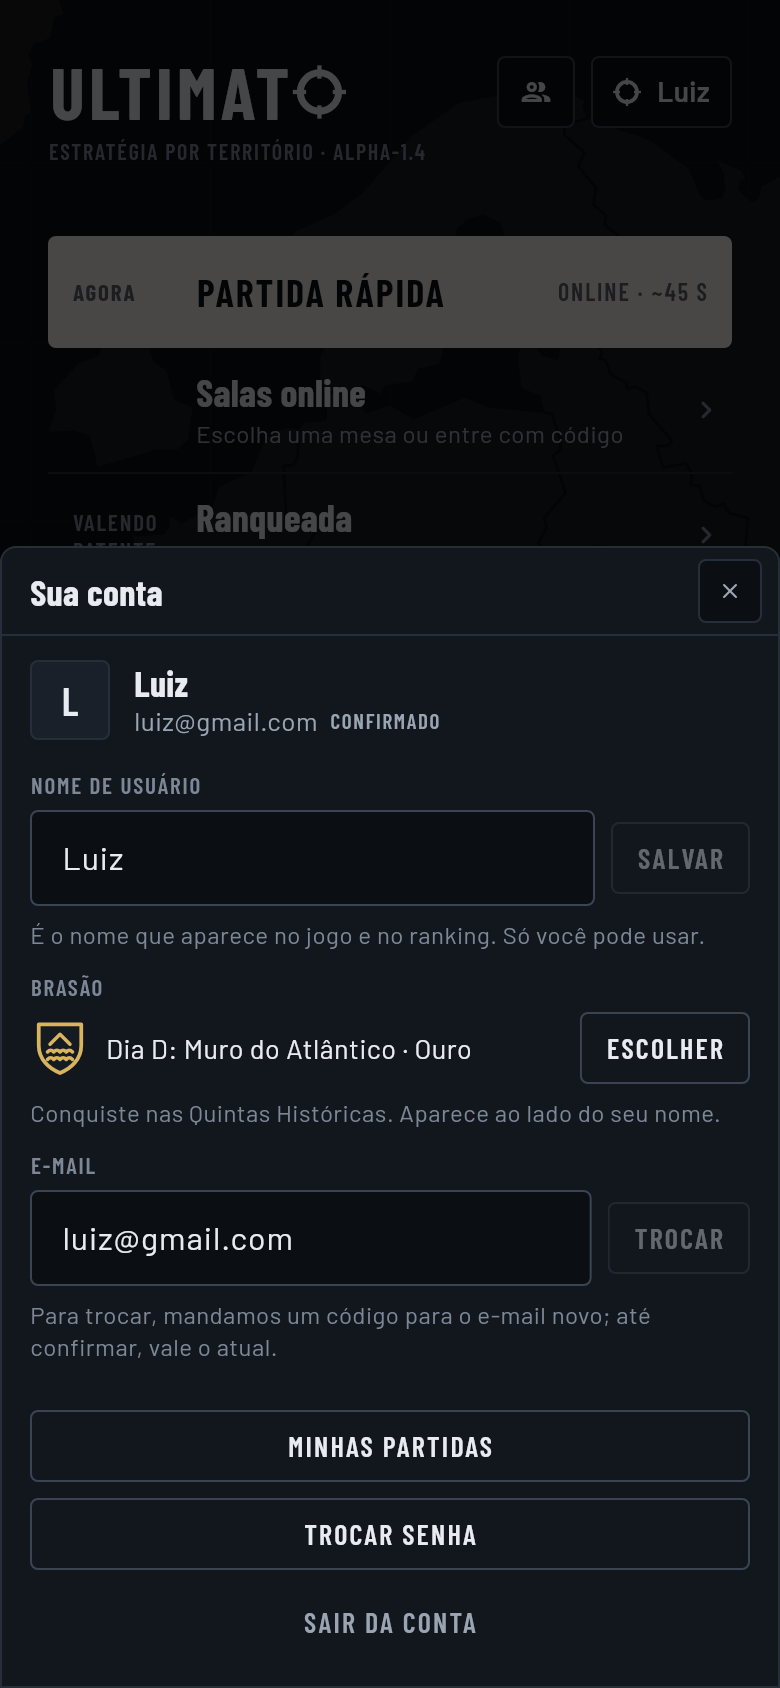 ULTIMATO
Luiz
ESTRATÉGIA POR TERRITÓRIO · ALPHA-1.4
AGORA
PARTIDA RÁPIDA
ONLINE · ~45 S
Salas online
Escolha uma mesa ou entre com código
VALENDO
PATENTE
Ranqueada
Sua conta
L
Luiz
luiz@gmail.com CONFIRMADO
NOME DE USUÁRIO
Luiz
SALVAR
É o nome que aparece no jogo e no ranking. Só você pode usar.
BRASÃO
Dia D: Muro do Atlântico · Ouro
ESCOLHER
Conquiste nas Quintas Históricas. Aparece ao lado do seu nome.
E-MAIL
luiz@gmail.com
TROCAR
Para trocar, mandamos um código para o e-mail novo; até
confirmar, vale o atual.
MINHAS PARTIDAS
TROCAR SENHA
SAIR DA CONTA